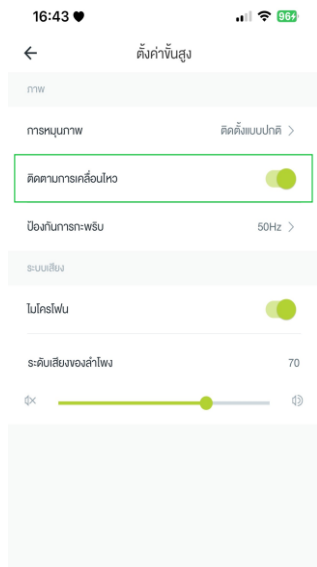 16:43
96
ตั้งค่าขั้นสูง
ภาพ
การหมุนภาพ ติดตั้งแบบปกติ
ติดตามการเคลื่อนไหว
ป้องกันการกะพริบ 50Hz
ระบบเสียง
ไมโครโฟน
ระดับเสียงของลำโพง 70